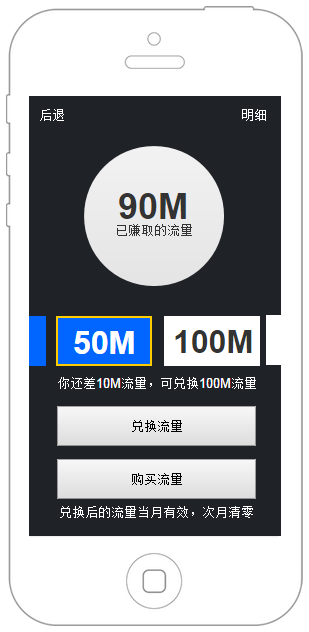 后退 明细
90M
已赚取的流量
50M 100M
你还差10M流量，可兑换100M流量
兑换流量
购买流量
兑换后的流量当月有效，次月清零